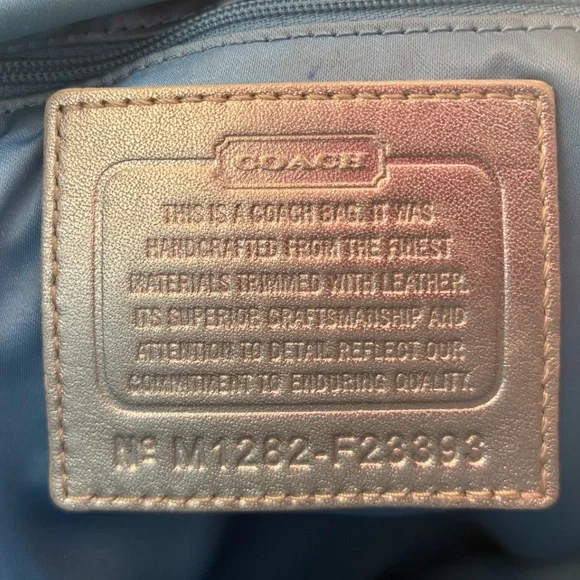 COACH
THIS IS A COACH BAG. IT WAS
HANDCRAFTED FROM THE FINEST
MATERIALS TRIMMED WITH LEATHER.
ITS SUPERIOR CRAFTSMANSHIP AND
ATTENTION TO DETAIL REFLECT OUR
COMMITMENT TO ENDURING QUALITY.
No M1282-F23393